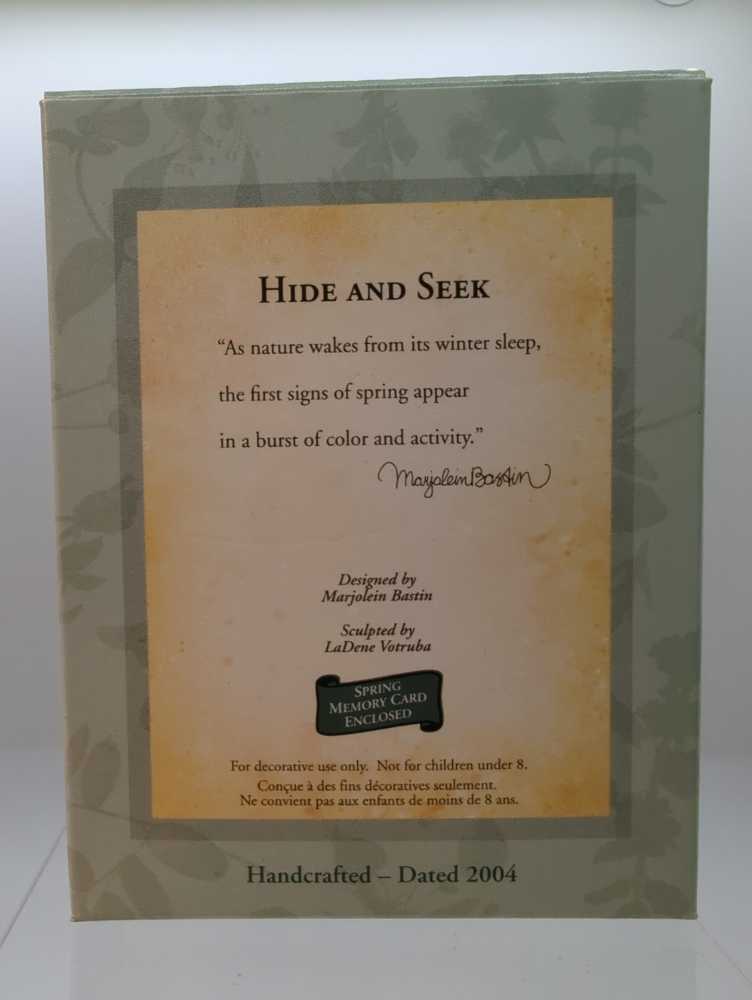 HIDE AND SEEK
“As nature wakes from its winter sleep,
the first signs of spring appear
in a burst of color and activity.”
Marjolein Bastin
Designed by
Marjolein Bastin
Sculpted by
LaDene Votruba
SPRING
MEMORY CARD
ENCLOSED
For decorative use only. Not for children under 8.
Conçue à des fins décoratives seulement.
Ne convient pas aux enfants de moins de 8 ans.
Handcrafted – Dated 2004